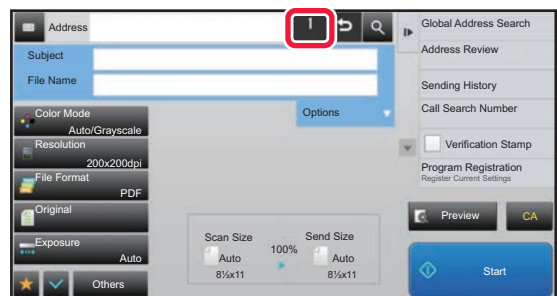 Address
1
Subject
File Name
Options
Color Mode
Auto/Grayscale
Resolution
200x200dpi
File Format
PDF
Original
Exposure
Auto
Others
Scan Size
Auto
8½x11
100%
Send Size
Auto
8½x11
Global Address Search
Address Review
Sending History
Call Search Number
Verification Stamp
Program Registration
Register Current Settings
Preview
CA
Start